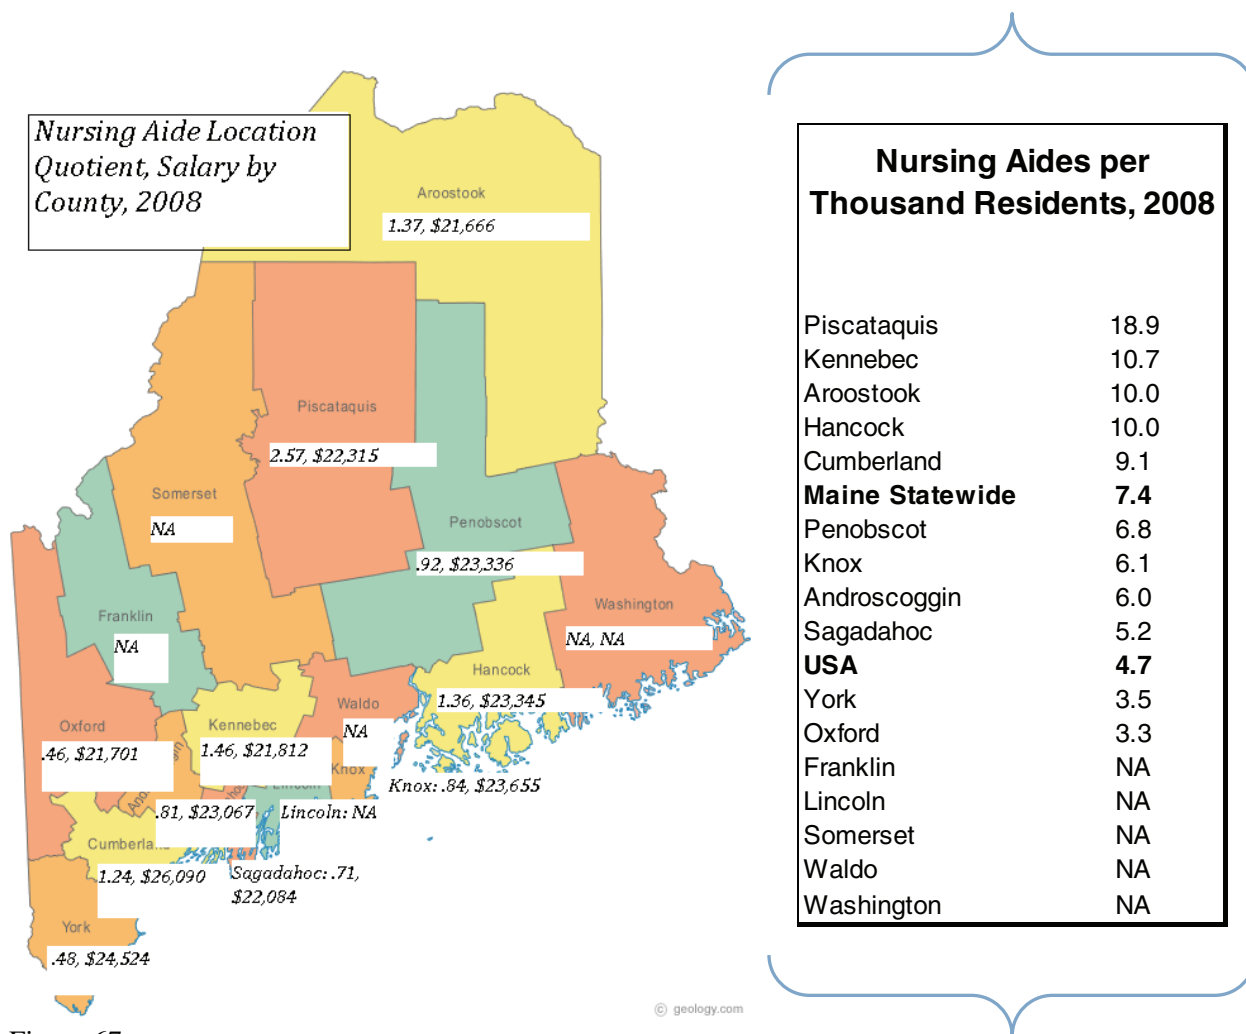 Nursing Aide Location
Quotient, Salary by
County, 2008
Aroostook
1.37, $21,666
Piscataquis
2.57, $22,315
Somerset
NA
Penobscot
.92, $23,336
Franklin
NA
Washington
NA, NA
Hancock
1.36, $23,345
Waldo
NA
Oxford
.46, $21,701
Kennebec
1.46, $21,812
Knox
Knox: .84, $23,655
.81, $23,067
Lincoln: NA
Cumberla
1.24, $26,090
Sagadahoc: .71,
$22,084
York
.48, $24,524
© geology.com
Nursing Aides per
Thousand Residents, 2008
Piscataquis 18.9
Kennebec 10.7
Aroostook 10.0
Hancock 10.0
Cumberland 9.1
Maine Statewide 7.4
Penobscot 6.8
Knox 6.1
Androscoggin 6.0
Sagadahoc 5.2
USA 4.7
York 3.5
Oxford 3.3
Franklin NA
Lincoln NA
Somerset NA
Waldo NA
Washington NA